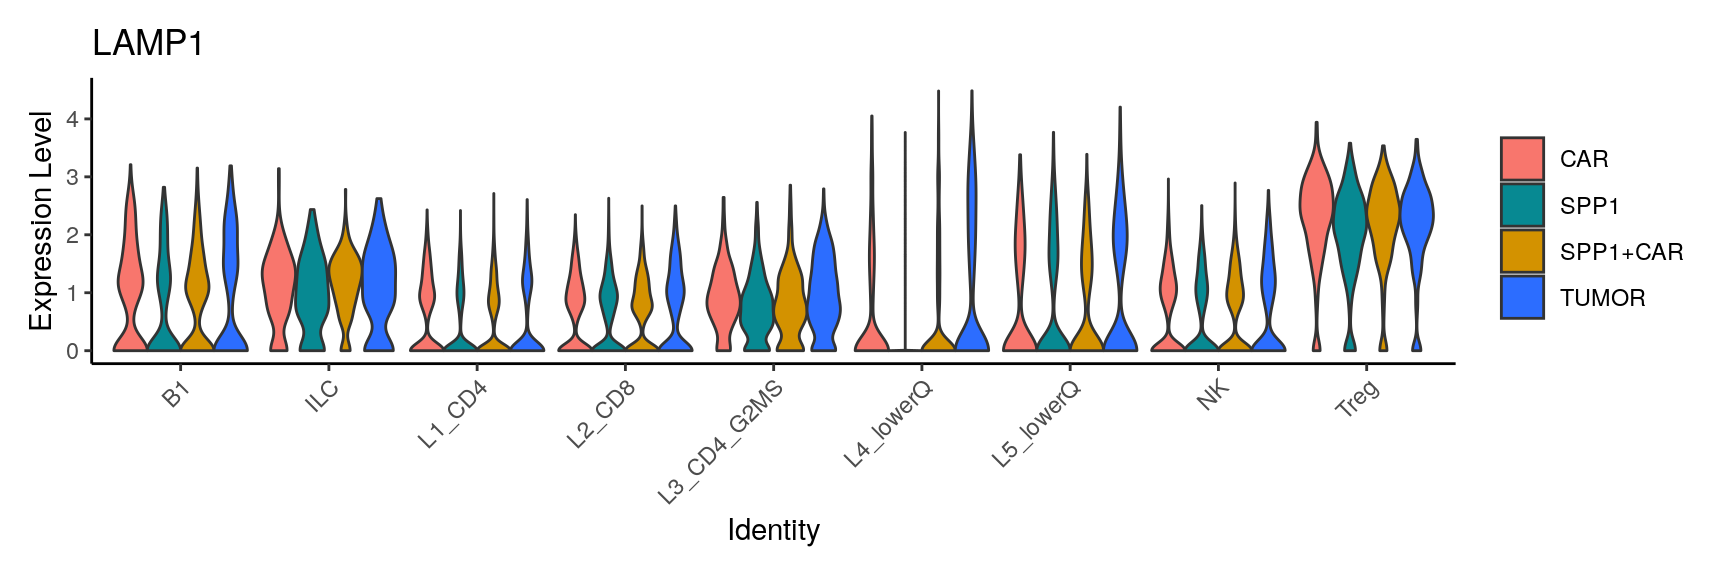 LAMP1
Expression Level
4
3
2
1
0
B1
ILC
L1_CD4
L2_CD8
L3_CD4_G2MS
L4_lowerQ
L5_lowerQ
NK
Treg
Identity
CAR
SPP1
SPP1+CAR
TUMOR